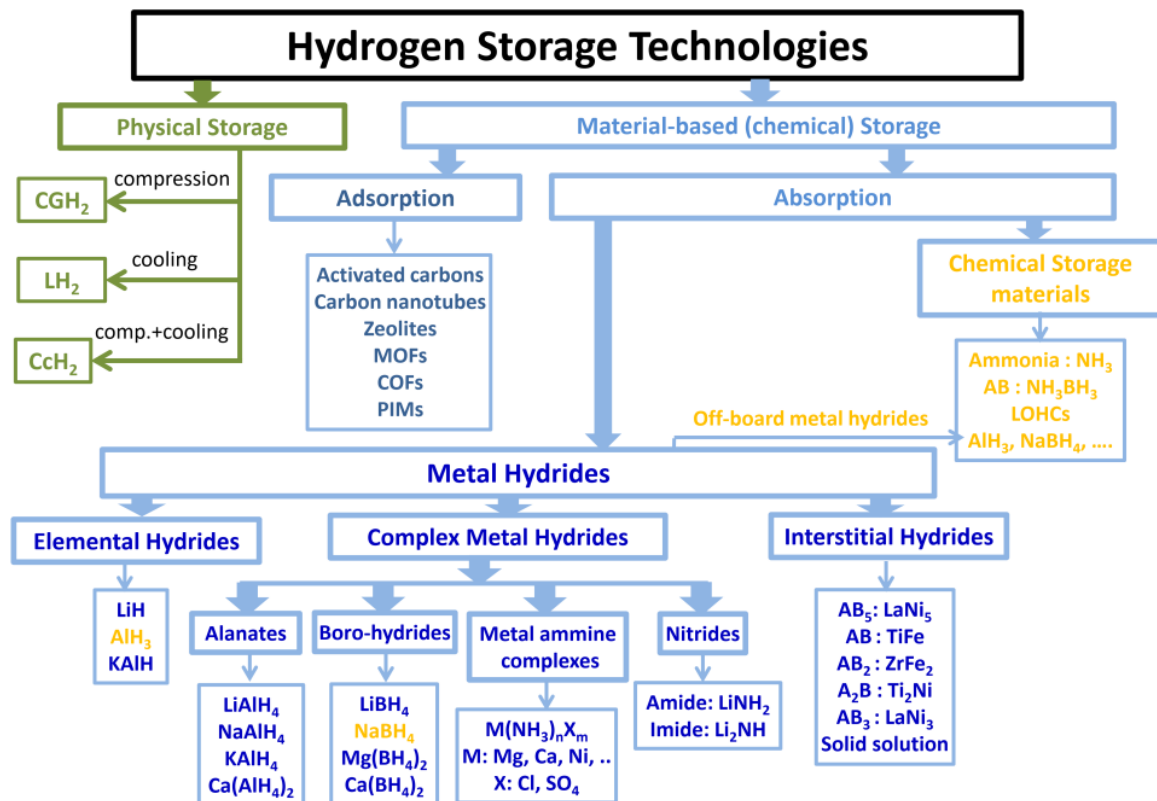 Hydrogen Storage Technologies
Physical Storage
compression
CGH₂
cooling
LH₂
comp.+cooling
CcH₂
Material-based (chemical) Storage
Adsorption
Activated carbons
Carbon nanotubes
Zeolites
MOFs
COFs
PIMs
Absorption
Chemical Storage
materials
Ammonia : NH₃
AB : NH₃BH₃
LOHCs
AlH₃, NaBH₄, ....
Off-board metal hydrides
Metal Hydrides
Elemental Hydrides
LiH
AlH₃
KAlH
Complex Metal Hydrides
Alanates
LiAlH₄
NaAlH₄
KAlH₄
Ca(AlH₄)₂
Boro-hydrides
LiBH₄
NaBH₄
Mg(BH₄)₂
Ca(BH₄)₂
Metal ammine
complexes
M(NH₃)ₙXₘ
M: Mg, Ca, Ni, ..
X: Cl, SO₄
Nitrides
Amide: LiNH₂
Imide: Li₂NH
Interstitial Hydrides
AB₅: LaNi₅
AB : TiFe
AB₂ : ZrFe₂
A₂B : Ti₂Ni
AB₃ : LaNi₃
Solid solution